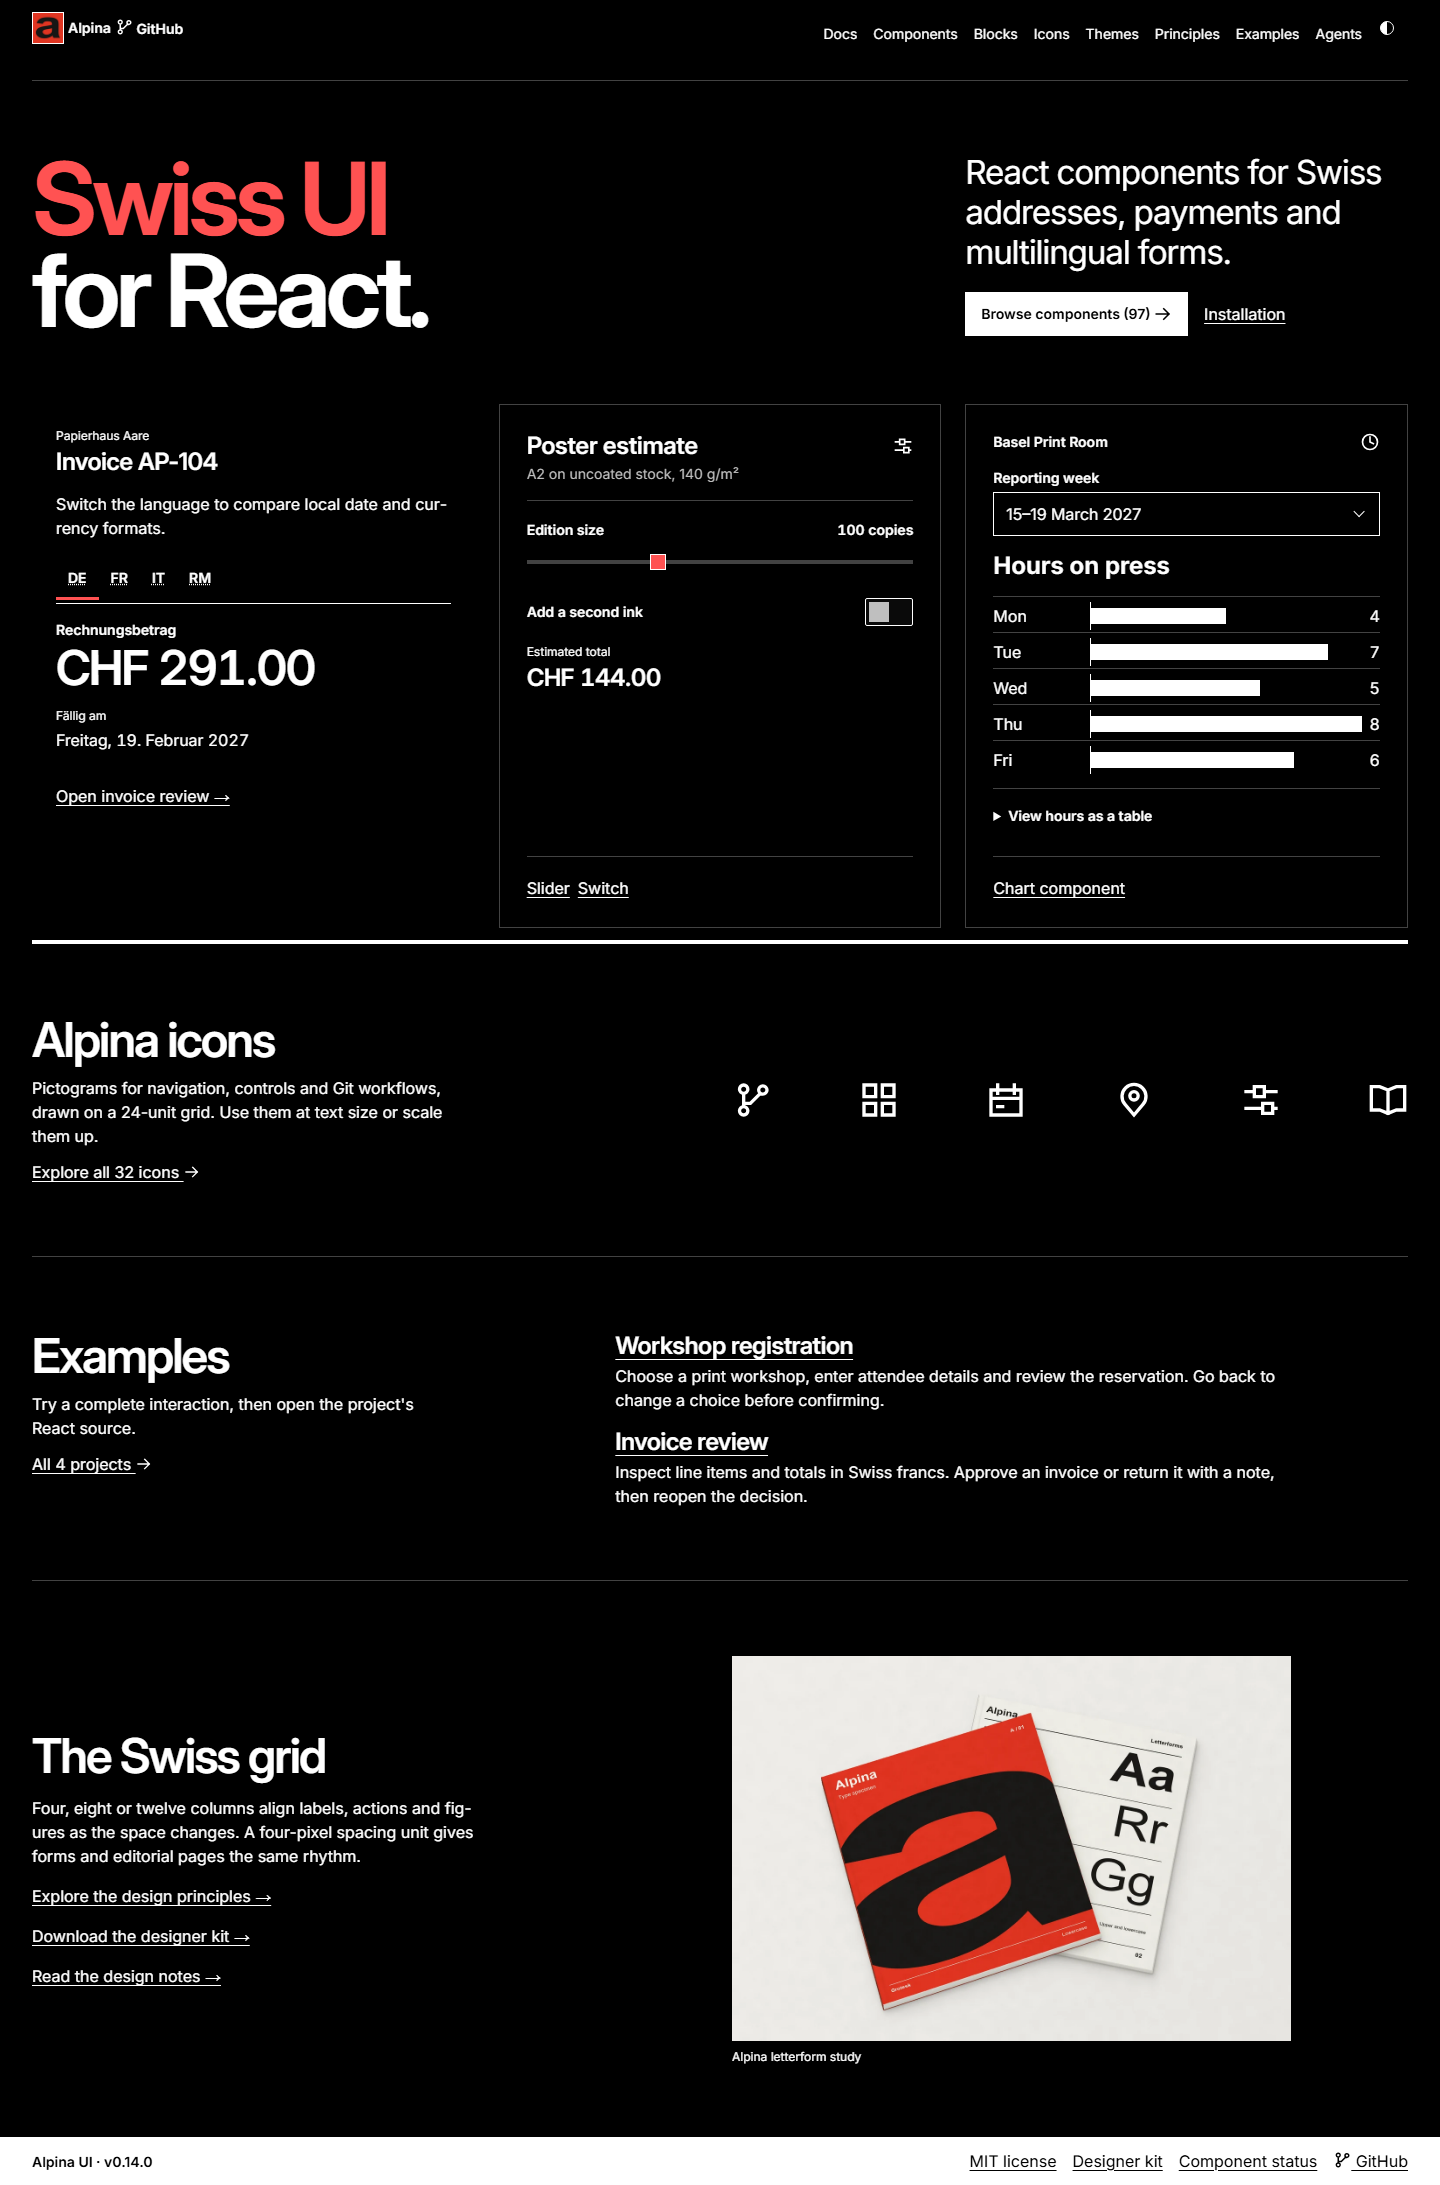 a Alpina GitHub
Docs Components Blocks Icons Themes Principles Examples Agents
Swiss UI
for React.
React components for Swiss
addresses, payments and
multilingual forms.
Browse components (97) → Installation
Papierhaus Aare
Invoice AP-104
Switch the language to compare local date and cur-
rency formats.
DE FR IT RM
Rechnungsbetrag
CHF 291.00
Fällig am
Freitag, 19. Februar 2027
Open invoice review →
Poster estimate
A2 on uncoated stock, 140 g/m²
Edition size 100 copies
Add a second ink
Estimated total
CHF 144.00
Slider Switch
Basel Print Room
Reporting week
15–19 March 2027
Hours on press
Mon 4
Tue 7
Wed 5
Thu 8
Fri 6
View hours as a table
Chart component
Alpina icons
Pictograms for navigation, controls and Git workflows,
drawn on a 24-unit grid. Use them at text size or scale
them up.
Explore all 32 icons →
Examples
Try a complete interaction, then open the project's
React source.
All 4 projects →
Workshop registration
Choose a print workshop, enter attendee details and review the reservation. Go back to
change a choice before confirming.
Invoice review
Inspect line items and totals in Swiss francs. Approve an invoice or return it with a note,
then reopen the decision.
The Swiss grid
Four, eight or twelve columns align labels, actions and fig-
ures as the space changes. A four-pixel spacing unit gives
forms and editorial pages the same rhythm.
Explore the design principles →
Download the designer kit →
Read the design notes →
Alpina
Letterforms
Aa
Rr
Gg
Upper and lowercase
02
A / 01
Alpina
Type specimen
a
Lowercase
Grotesk
Alpina letterform study
Alpina UI · v0.14.0
MIT license Designer kit Component status GitHub